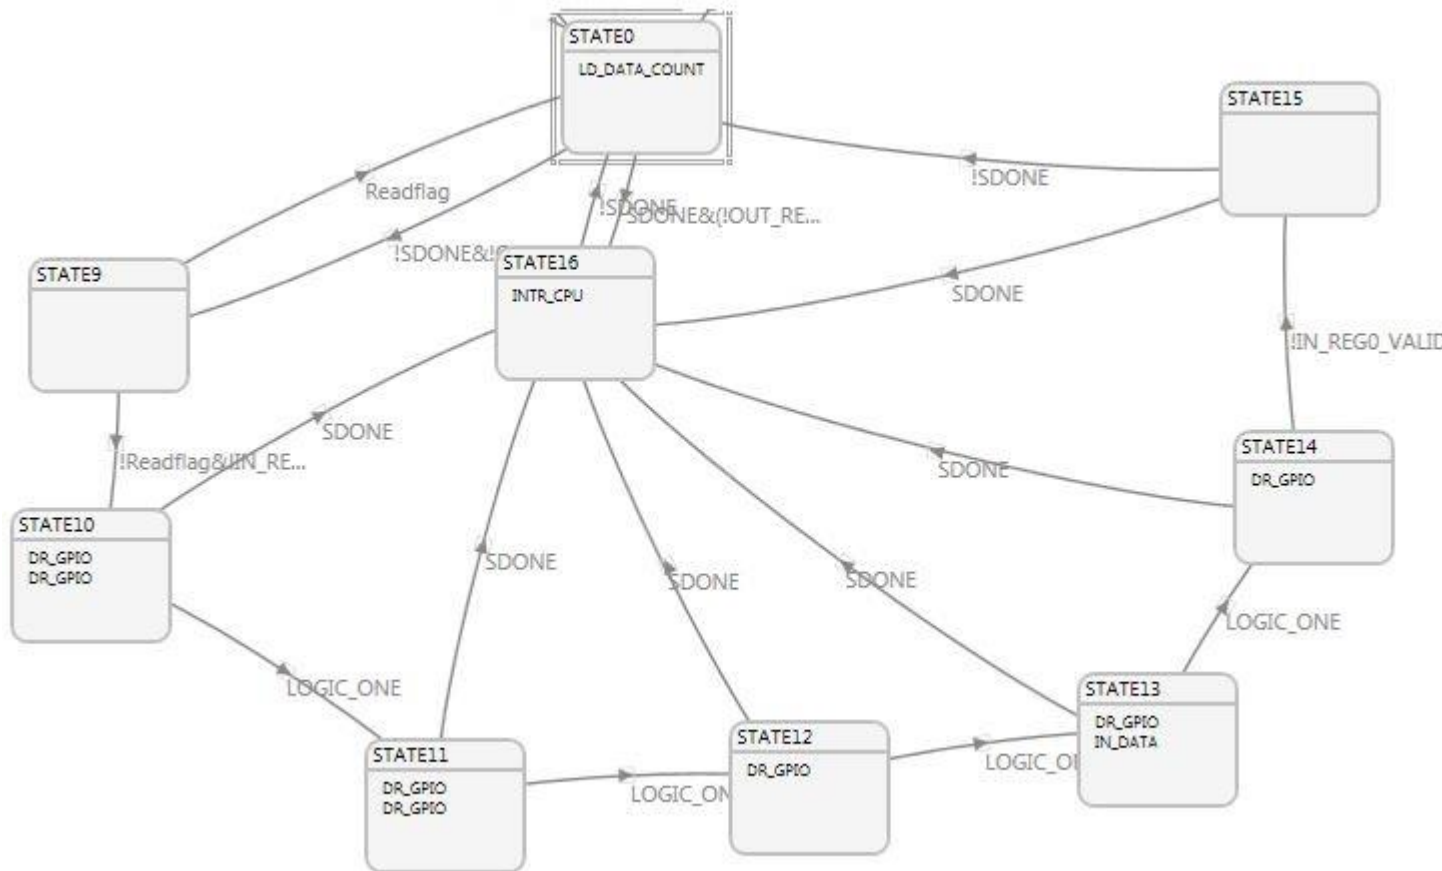 STATE0
LD_DATA_COUNT
STATE15
!SDONE
Readflag
!SDONE
SDONE&(!OUT_RE...
!SDONE&!
STATE16
INTR_CPU
STATE9
SDONE
!IN_REG0_VALID
SDONE
!Readflag&!IN_RE...
STATE14
DR_GPIO
SDONE
STATE10
DR_GPIO
DR_GPIO
SDONE
SDONE
SDONE
LOGIC_ONE
LOGIC_ONE
STATE13
DR_GPIO
IN_DATA
STATE12
DR_GPIO
STATE11
DR_GPIO
DR_GPIO
LOGIC_ON
LOGIC_O